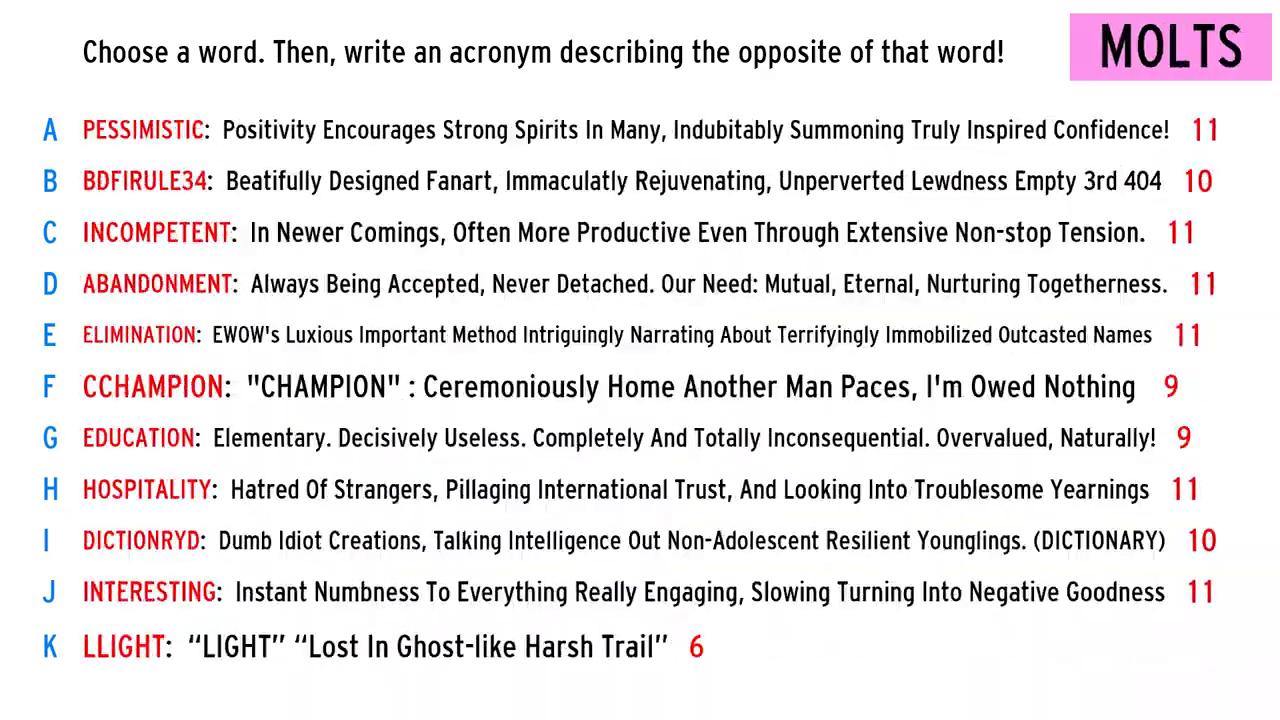 Choose a word. Then, write an acronym describing the opposite of that word!
MOLTS
A PESSIMISTIC: Positivity Encourages Strong Spirits In Many, Indubitably Summoning Truly Inspired Confidence! 11
B BDFIRULE34: Beatifully Designed Fanart, Immaculatly Rejuvenating, Unperverted Lewdness Empty 3rd 404 10
C INCOMPETENT: In Newer Comings, Often More Productive Even Through Extensive Non-stop Tension. 11
D ABANDONMENT: Always Being Accepted, Never Detached. Our Need: Mutual, Eternal, Nurturing Togetherness. 11
E ELIMINATION: EWOW's Luxious Important Method Intriguingly Narrating About Terrifyingly Immobilized Outcasted Names 11
F CCHAMPION: "CHAMPION" : Ceremoniously Home Another Man Paces, I'm Owed Nothing 9
G EDUCATION: Elementary. Decisively Useless. Completely And Totally Inconsequential. Overvalued, Naturally! 9
H HOSPITALITY: Hatred Of Strangers, Pillaging International Trust, And Looking Into Troublesome Yearnings 11
I DICTIONRYD: Dumb Idiot Creations, Talking Intelligence Out Non-Adolescent Resilient Younglings. (DICTIONARY) 10
J INTERESTING: Instant Numbness To Everything Really Engaging, Slowing Turning Into Negative Goodness 11
K LLIGHT: “LIGHT” “Lost In Ghost-like Harsh Trail” 6